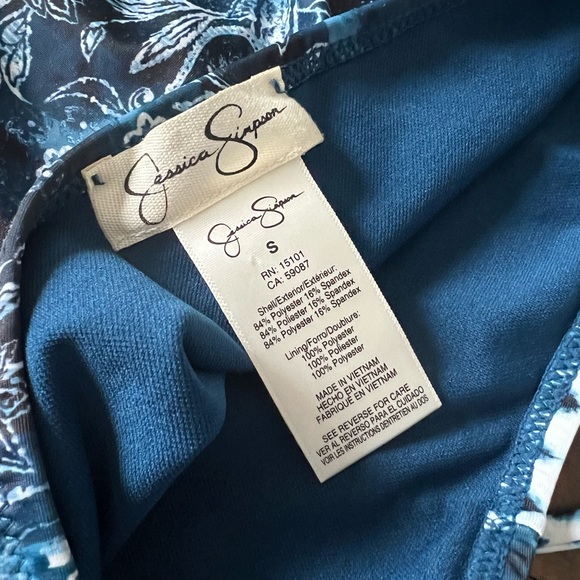 Jessica Simpson
Jessica Simpson
S
RN: 15101
CA: 59087
Shell/Exterior/Extérieur:
84% Polyester 16% Spandex
84% Poliester 16% Spandex
84% Polyester 16% Spandex
Lining/Forro/Doublure:
100% Polyester
100% Poliester
100% Polyester
MADE IN VIETNAM
HECHO EN VIETNAM
FABRIQUÉ EN VIETNAM
SEE REVERSE FOR CARE
VER AL REVERSO PARA EL CUIDADO
VOIR LES INSTRUCTIONS D'ENTRETIEN AU DOS